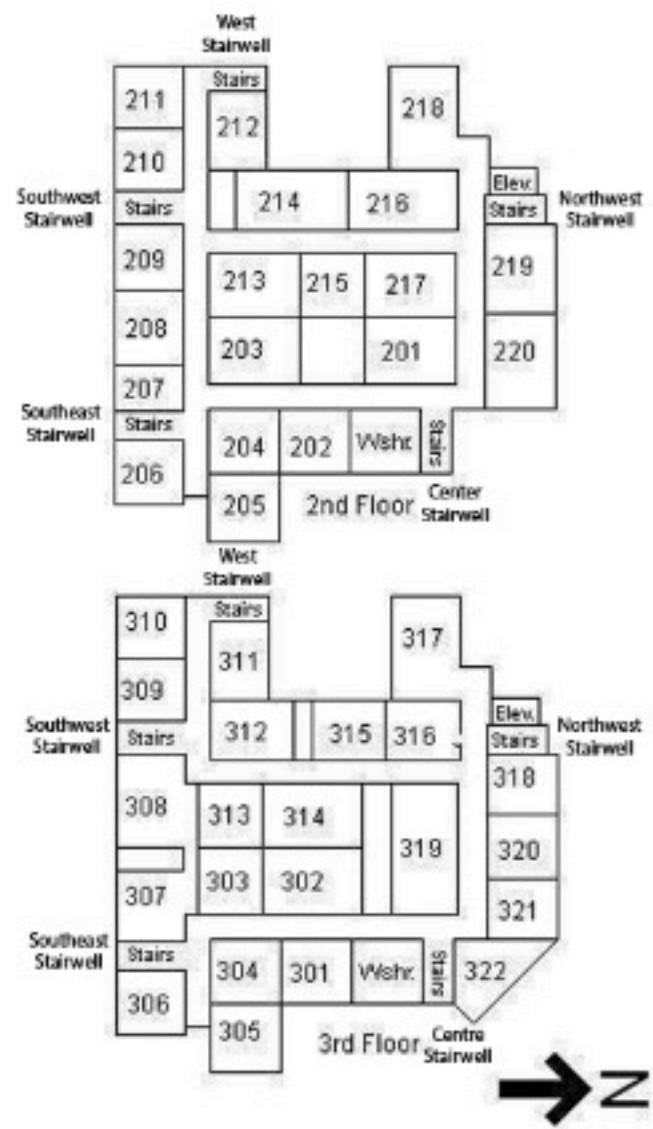 West
Stairwell
Stairs
211
212
218
210
Elev.
Southwest
Stairwell
Stairs
214
216
Stairs
Northwest
Stairwell
209
213
215
217
219
208
203
201
220
207
Southeast
Stairwell
Stairs
204
202
Wshr.
Stairs
206
205
2nd Floor
Center
Stairwell
West
Stairwell
Stairs
310
311
317
309
Elev.
Southwest
Stairwell
Stairs
312
315
316
Stairs
Northwest
Stairwell
318
308
313
314
319
320
307
303
302
321
Southeast
Stairwell
Stairs
304
301
Wshr.
Stairs
322
306
305
3rd Floor
Centre
Stairwell
N